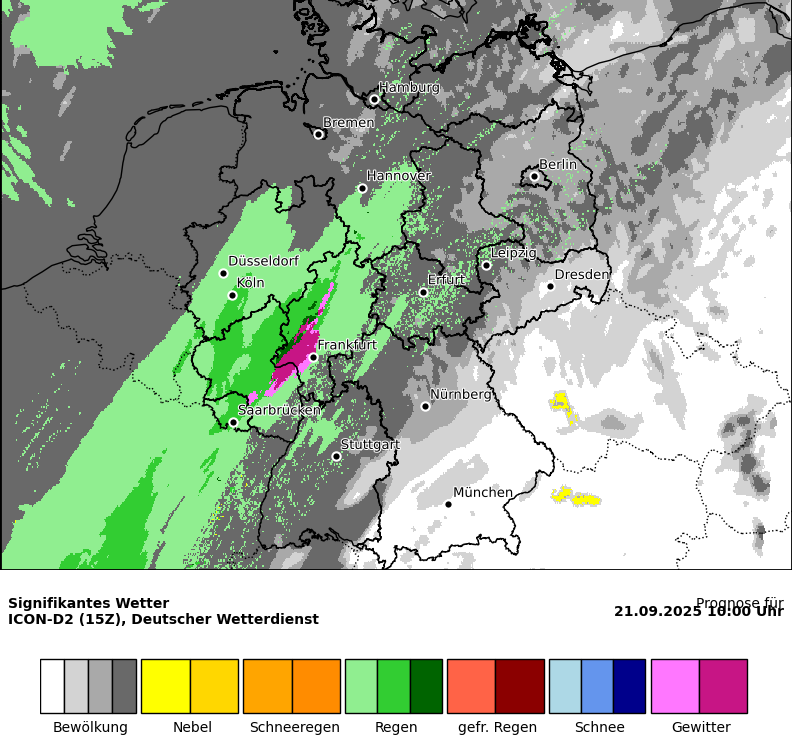 Hamburg
Bremen
Berlin
Hannover
Leipzig
Düsseldorf
Dresden
Köln
Erfurt
Frankfurt
Nürnberg
Saarbrücken
Stuttgart
München
Signifikantes Wetter
Prognose für
ICON-D2 (15Z), Deutscher Wetterdienst
21.09.2025 16:00 Uhr
Bewölkung Nebel Schneeregen Regen gefr. Regen Schnee Gewitter